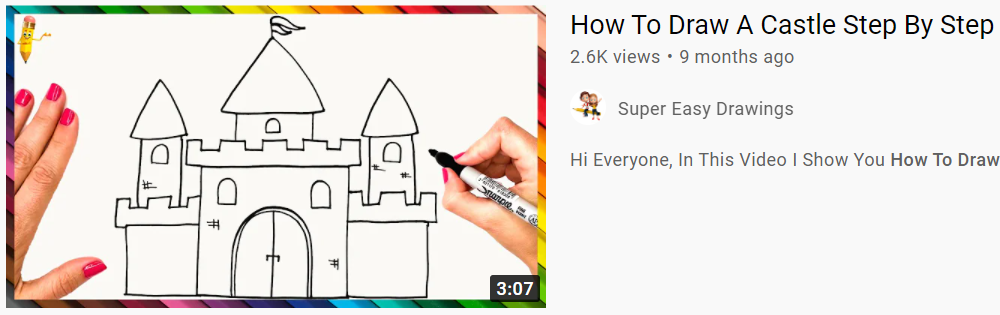 How To Draw A Castle Step By Step
2.6K views • 9 months ago
Super Easy Drawings
Hi Everyone, In This Video I Show You How To Draw
3:07